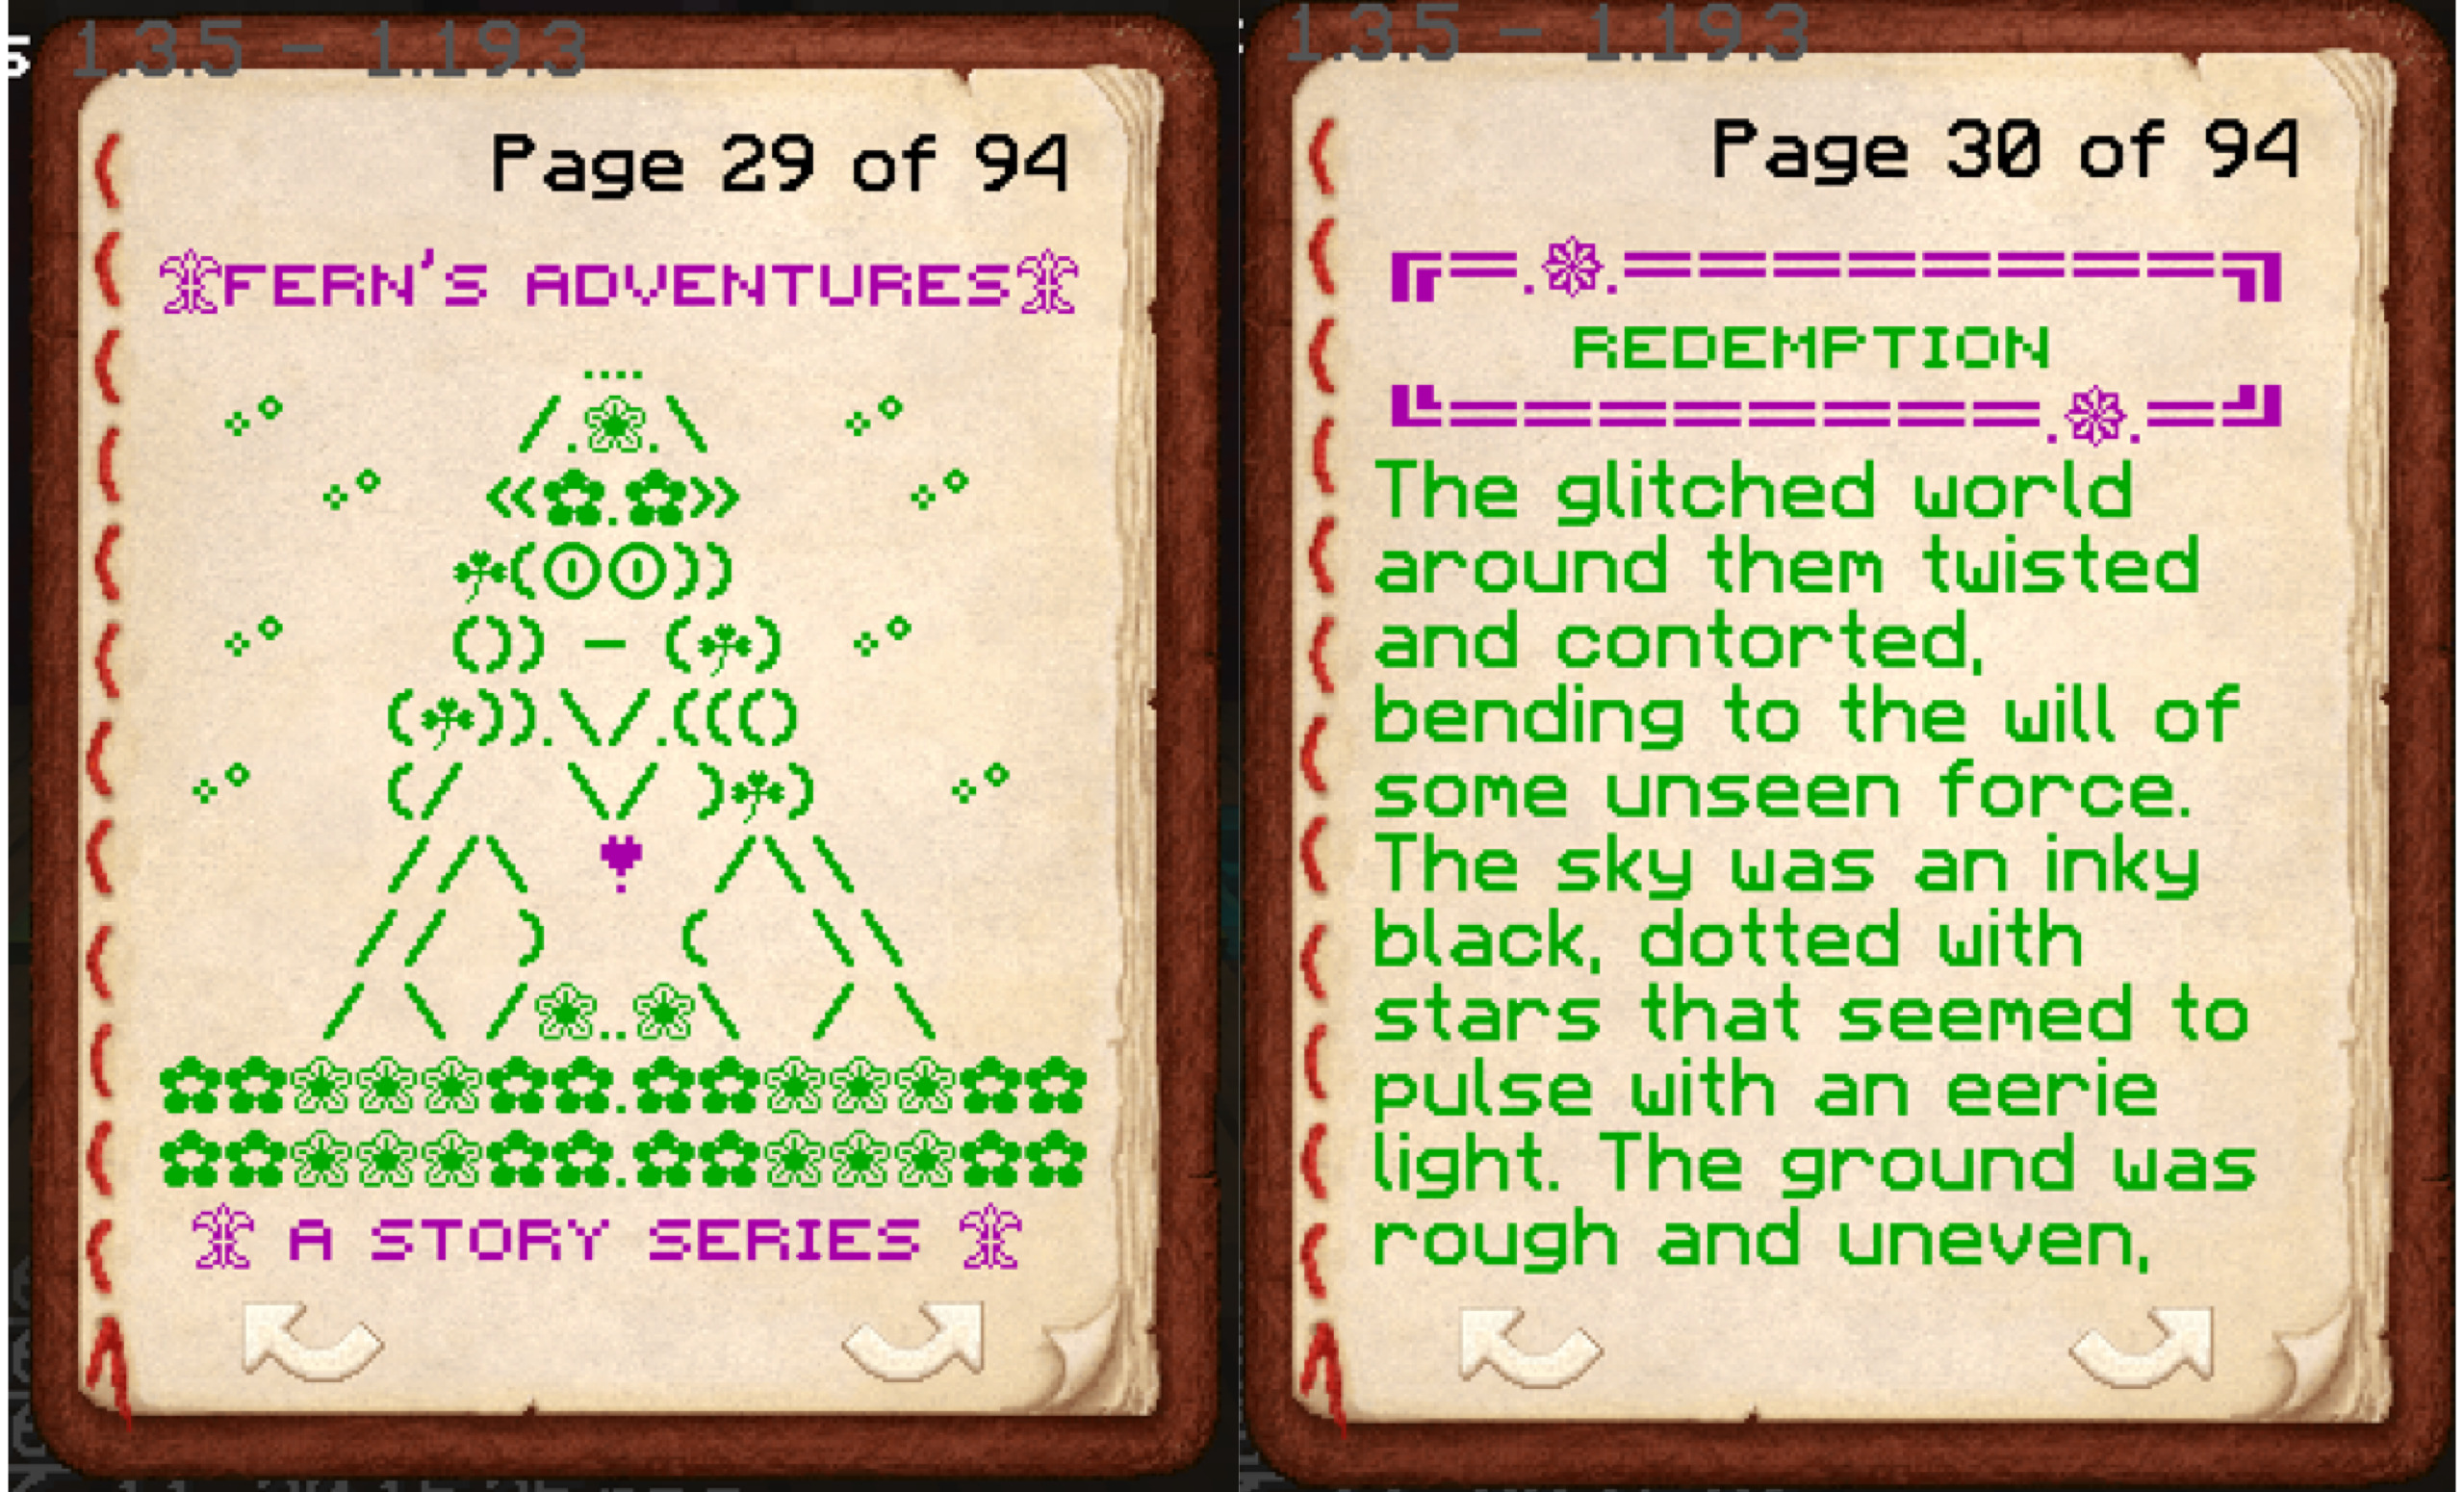 1.3.5 - 1.19.3
Page 29 of 94
FERN'S ADVENTURES
A STORY SERIES
1.3.5 - 1.19.3
Page 30 of 94
REDEMPTION
The glitched world
around them twisted
and contorted,
bending to the will of
some unseen force.
The sky was an inky
black, dotted with
stars that seemed to
pulse with an eerie
light. The ground was
rough and uneven,